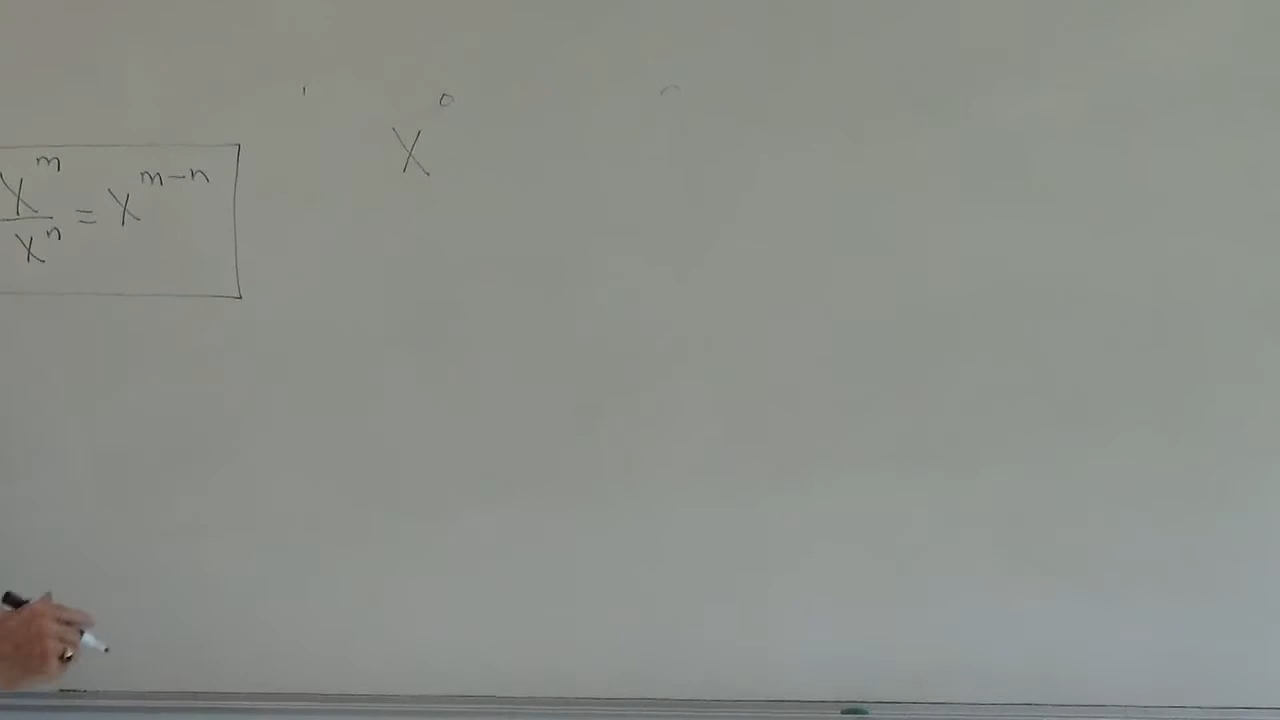 x^m / x^n = x^(m-n)
x^0